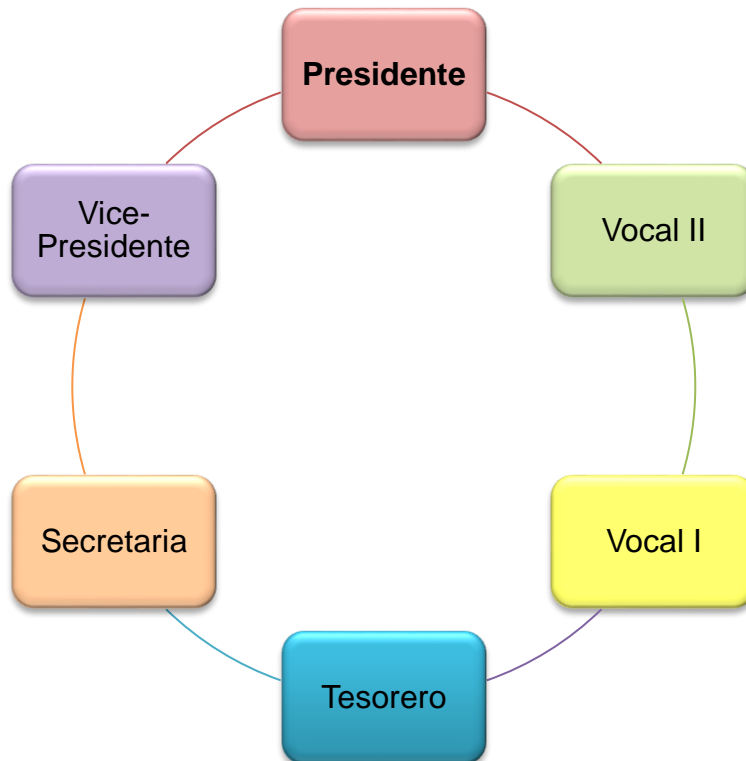 Presidente
Vice-
Presidente
Vocal II
Secretaria
Vocal I
Tesorero